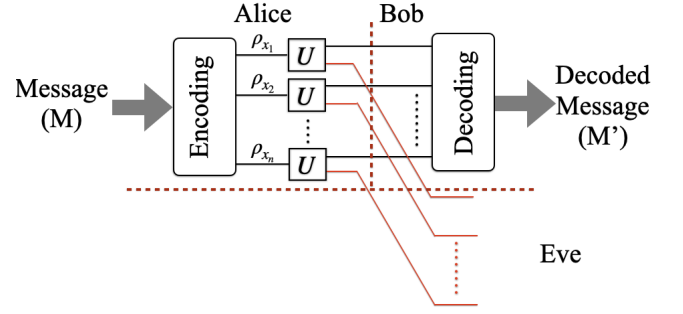 Alice
Bob
Message
(M)
Encoding
ρx₁
U
ρx₂
U
ρxₙ
U
Decoding
Decoded
Message
(M’)
Eve